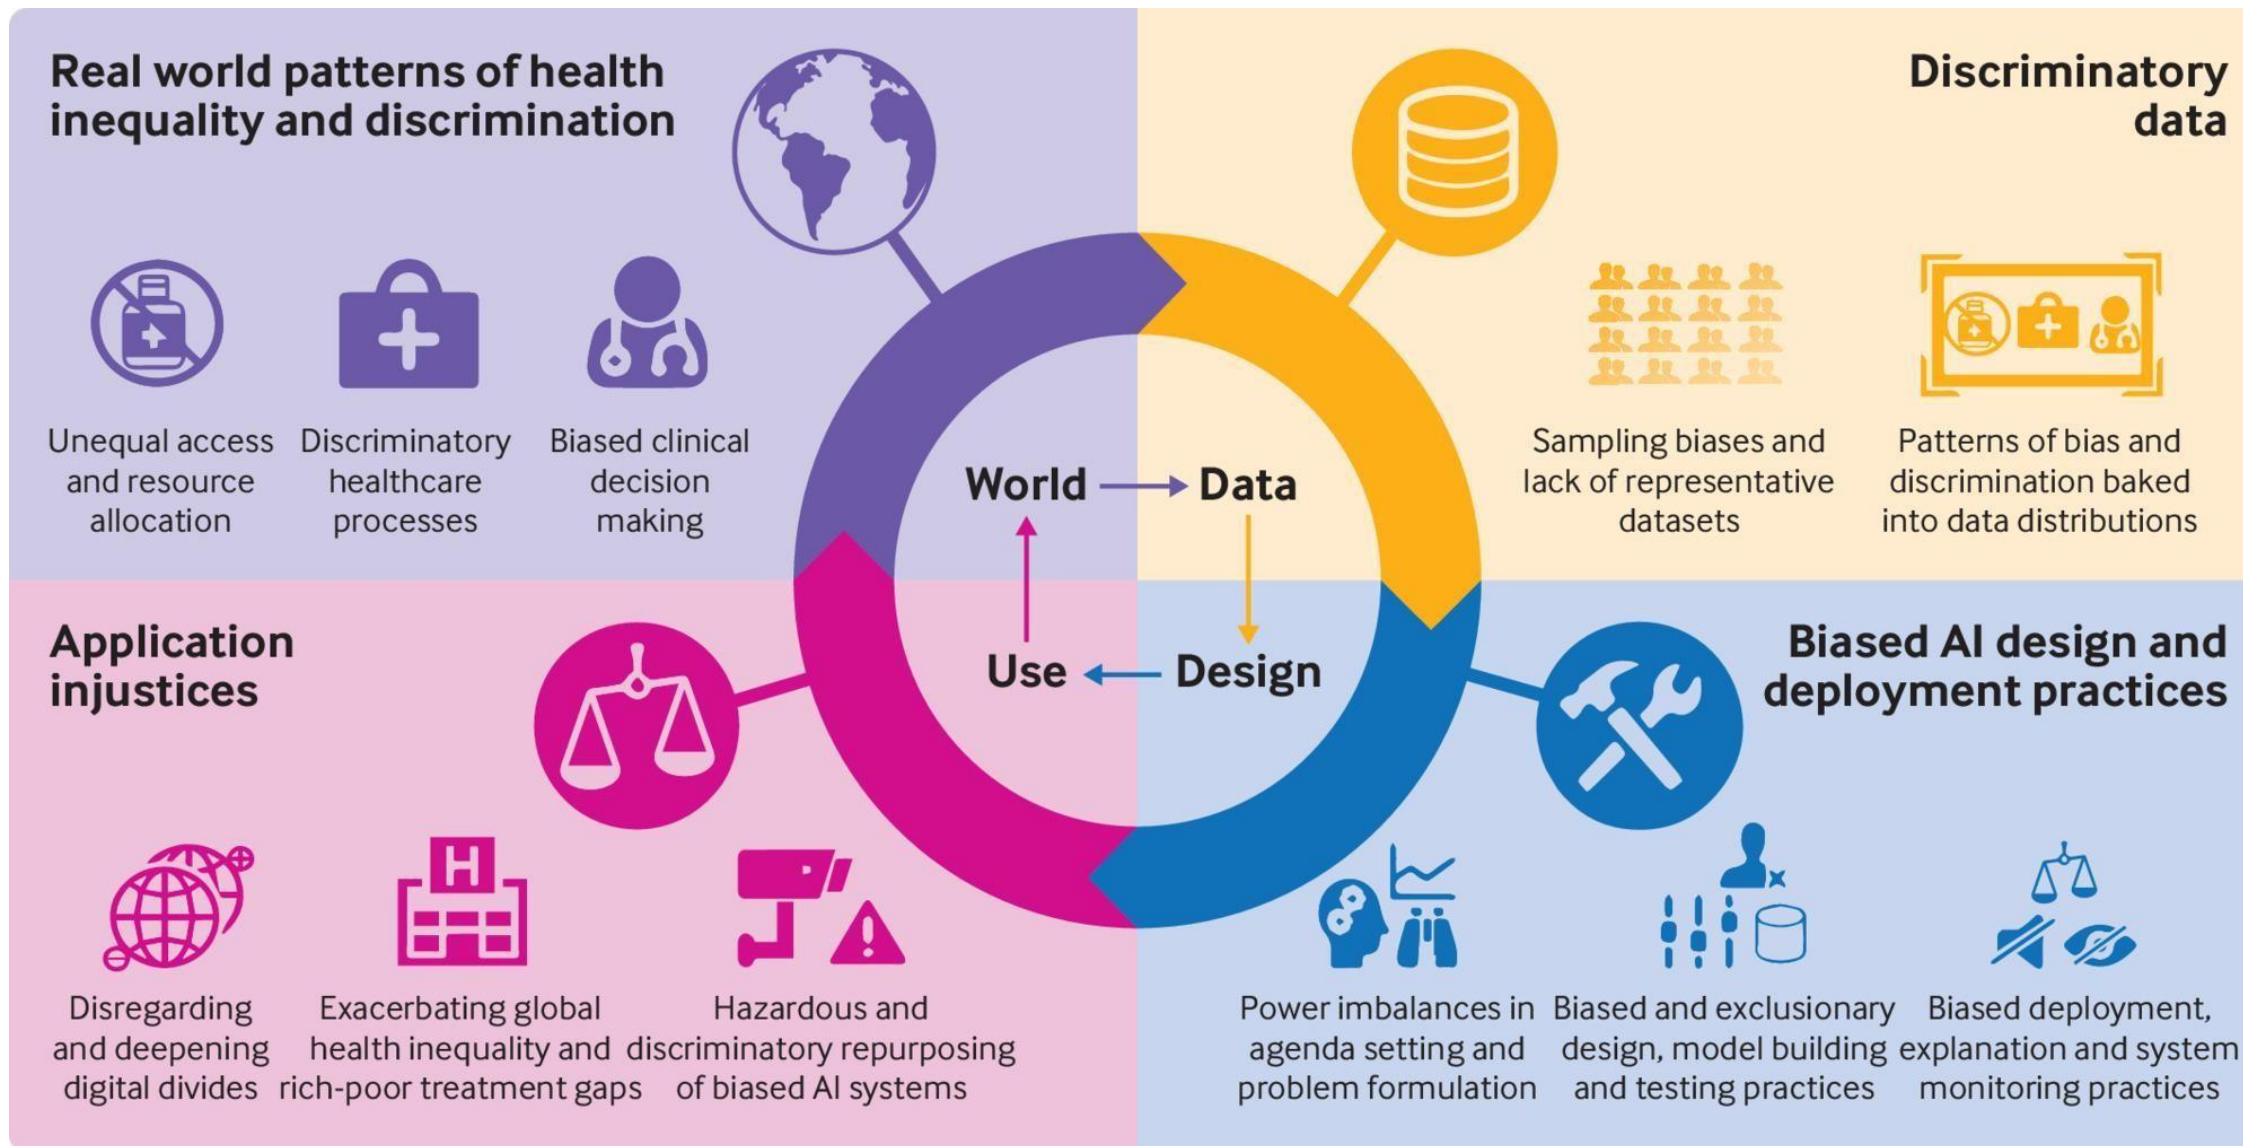 Real world patterns of health
inequality and discrimination
Unequal access
and resource
allocation
Discriminatory
healthcare
processes
Biased clinical
decision
making
Discriminatory
data
Sampling biases and
lack of representative
datasets
Patterns of bias and
discrimination baked
into data distributions
World
Data
Use
Design
Application
injustices
Disregarding
and deepening
digital divides
H
Exacerbating global
health inequality and
rich-poor treatment gaps
Hazardous and
discriminatory repurposing
of biased AI systems
Biased AI design and
deployment practices
Power imbalances in
agenda setting and
problem formulation
Biased and exclusionary
design, model building
and testing practices
Biased deployment,
explanation and system
monitoring practices